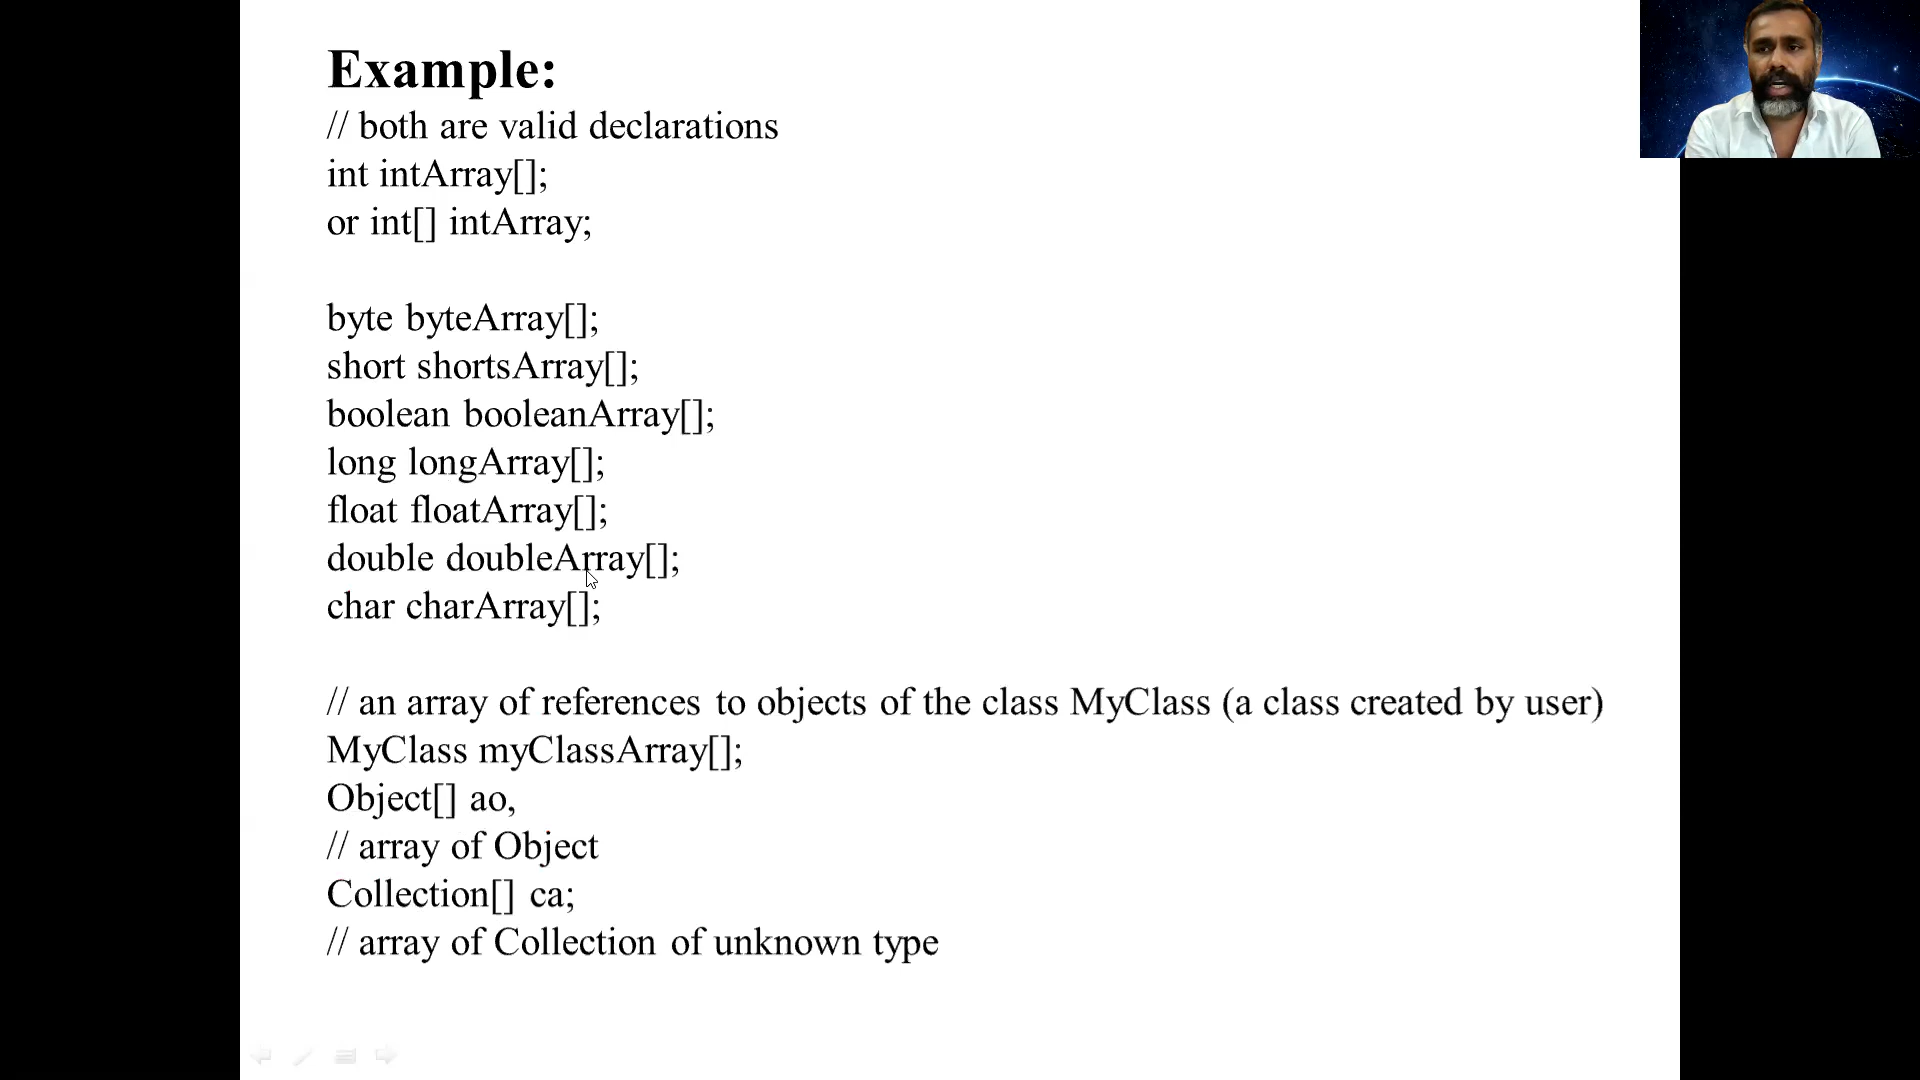 Example:
// both are valid declarations
int intArray[];
or int[] intArray;
byte byteArray[];
short shortsArray[];
boolean booleanArray[];
long longArray[];
float floatArray[];
double doubleArray[];
char charArray[];
// an array of references to objects of the class MyClass (a class created by user)
MyClass myClassArray[];
Object[] ao,
// array of Object
Collection[] ca;
// array of Collection of unknown type